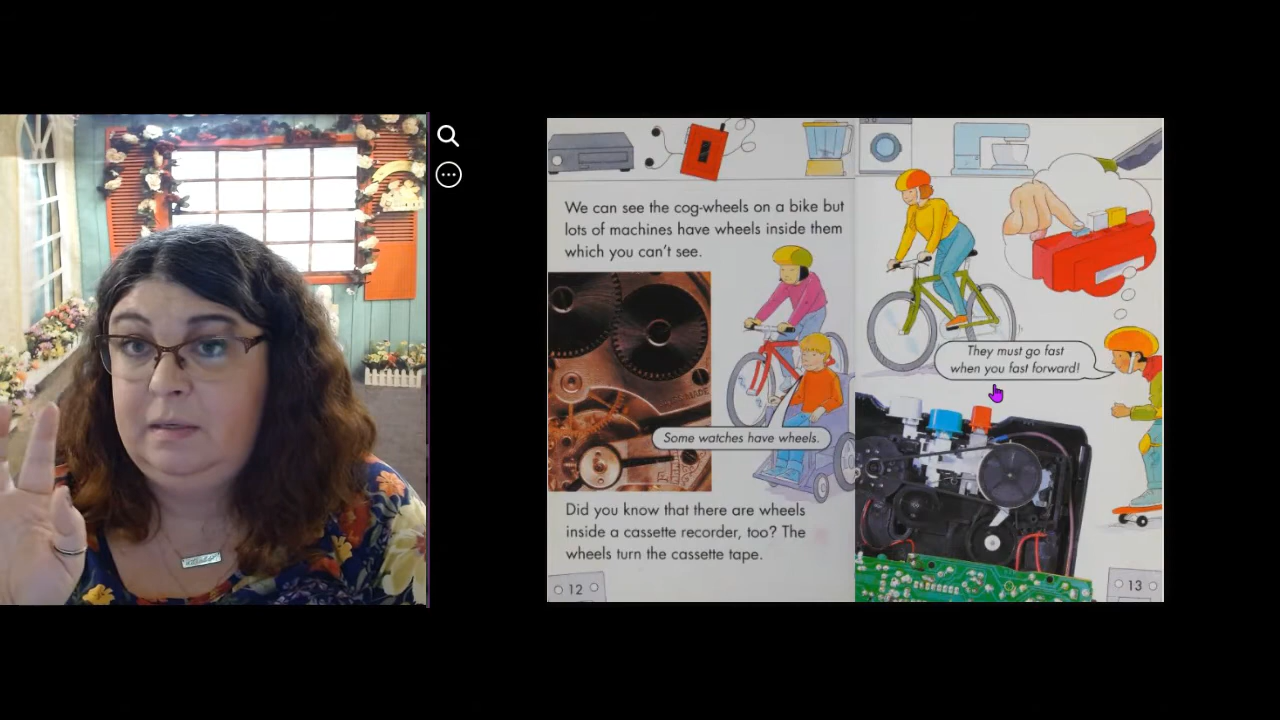 We can see the cog-wheels on a bike but
lots of machines have wheels inside them
which you can't see.
Some watches have wheels.
Did you know that there are wheels
inside a cassette recorder, too? The
wheels turn the cassette tape.
12
They must go fast
when you fast forward!
13